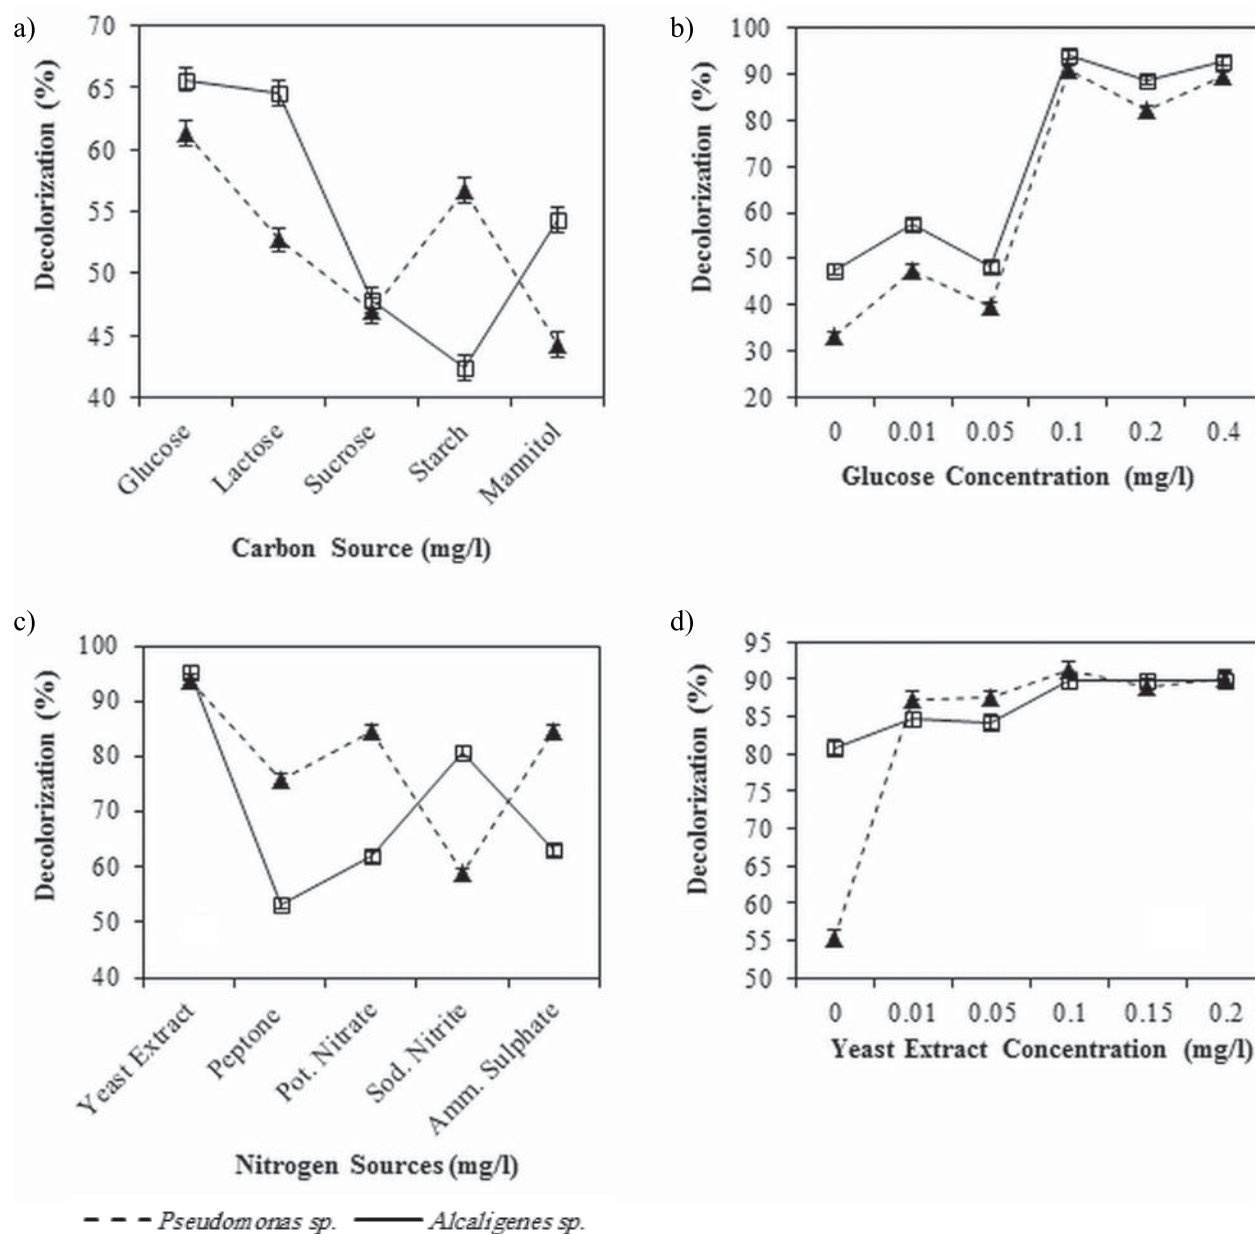 a)
70
65
60
55
50
45
40
Decolorization (%)
Glucose
Lactose
Sucrose
Starch
Mannitol
Carbon Source (mg/l)
b)
100
90
80
70
60
50
40
30
20
Decolorization (%)
0 0.01 0.05 0.1 0.2 0.4
Glucose Concentration (mg/l)
c)
100
90
80
70
60
50
40
Decolorization (%)
Yeast Extract
Peptone
Pot. Nitrate
Sod. Nitrite
Amm. Sulphate
Nitrogen Sources (mg/l)
d)
95
90
85
80
75
70
65
60
55
50
Decolorization (%)
0 0.01 0.05 0.1 0.15 0.2
Yeast Extract Concentration (mg/l)
Pseudomonas sp. Alcaligenes sp.